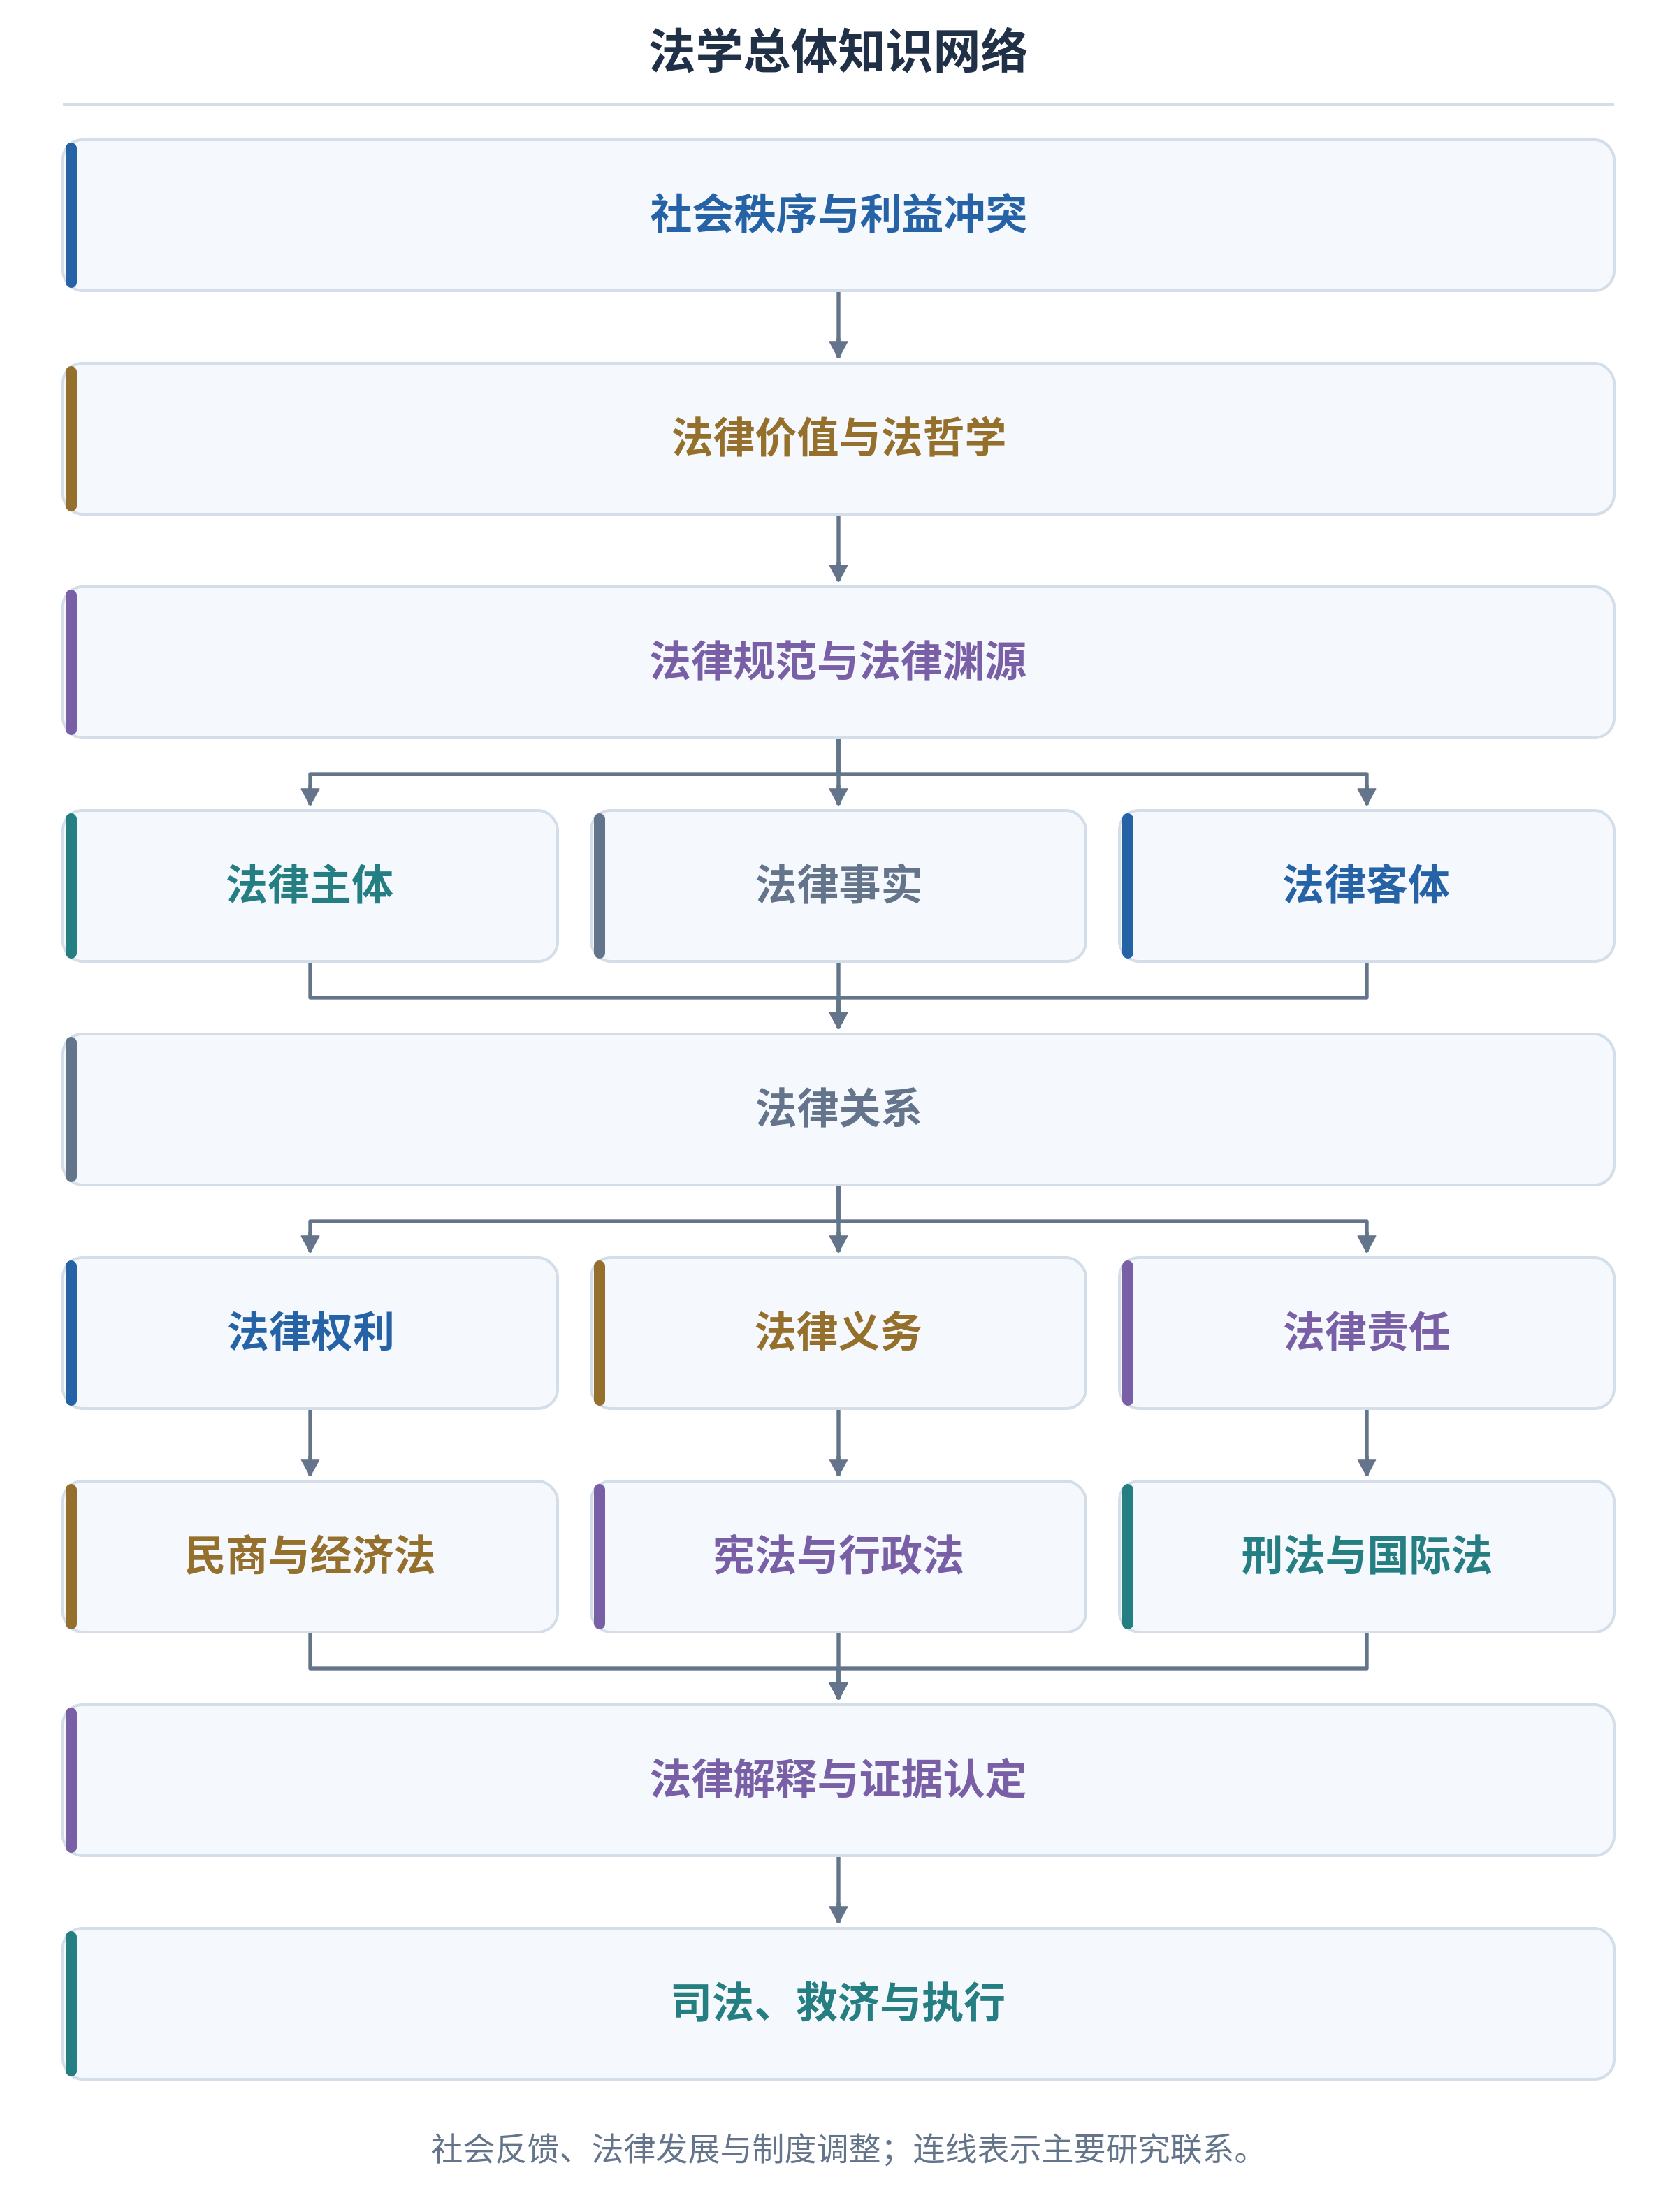 法学总体知识网络
社会秩序与利益冲突
法律价值与法哲学
法律规范与法律渊源
法律主体
法律事实
法律客体
法律关系
法律权利
法律义务
法律责任
民商与经济法
宪法与行政法
刑法与国际法
法律解释与证据认定
司法、救济与执行
社会反馈、法律发展与制度调整；连线表示主要研究联系。